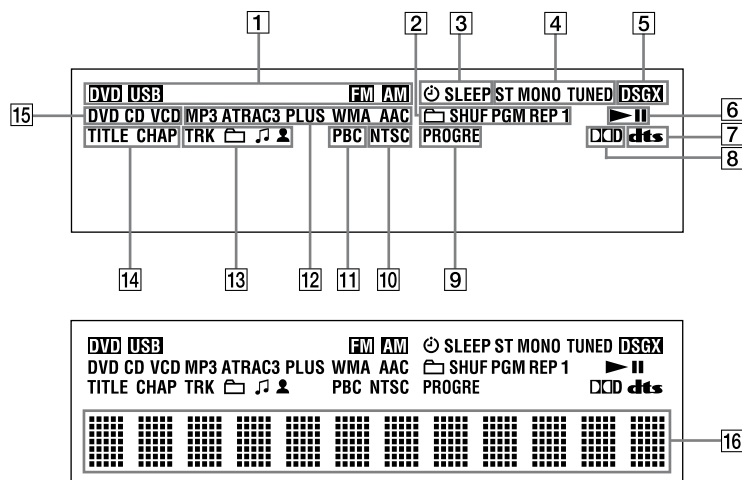 1 2 3 4 5
DVD USB FM AM SLEEP ST MONO TUNED DSGX
15 DVD CD VCD MP3 ATRAC3 PLUS WMA AAC SHUF PGM REP 1 6
TITLE CHAP TRK PBC NTSC PROGRE dts 7
8
14 13 12 11 10 9
DVD USB FM AM SLEEP ST MONO TUNED DSGX
DVD CD VCD MP3 ATRAC3 PLUS WMA AAC SHUF PGM REP 1
TITLE CHAP TRK PBC NTSC PROGRE dts
16